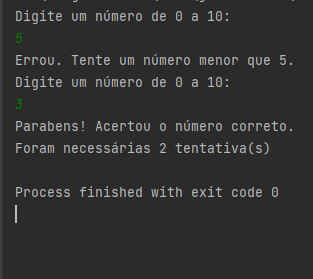 Digite um número de 0 a 10:
5
Errou. Tente um número menor que 5.
Digite um número de 0 a 10:
3
Parabens! Acertou o número correto.
Foram necessárias 2 tentativa(s)
Process finished with exit code 0